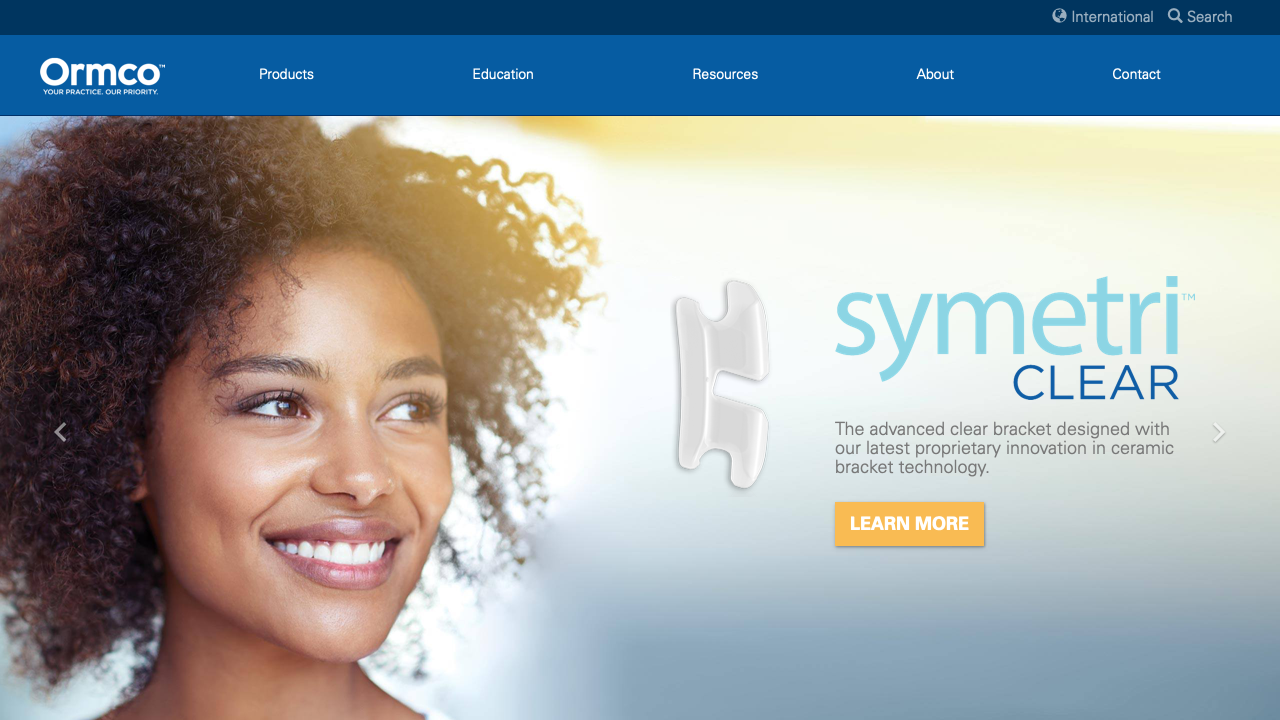 International Search
Ormco™
YOUR PRACTICE. OUR PRIORITY.
Products Education Resources About Contact
symetri™
CLEAR
The advanced clear bracket designed with
our latest proprietary innovation in ceramic
bracket technology.
LEARN MORE